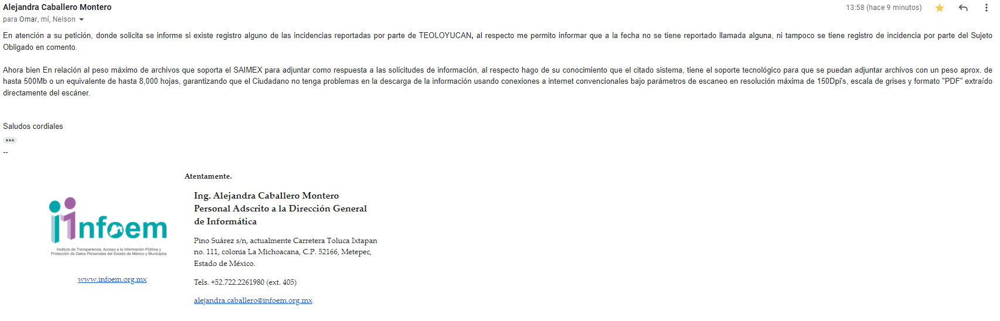 Alejandra Caballero Montero
13:58 (hace 9 minutos)
para Omar, mí, Nelson
En atención a su petición, donde solicita se informe si existe registro alguno de las incidencias reportadas por parte de TEOLOYUCAN, al respecto me permito informar que a la fecha no se tiene reportado llamada alguna, ni tampoco se tiene registro de incidencia por parte del Sujeto
Obligado en comento.
Ahora bien En relación al peso máximo de archivos que soporta el SAIMEX para adjuntar como respuesta a las solicitudes de información, al respecto hago de su conocimiento que el citado sistema, tiene el soporte tecnológico para que se puedan adjuntar archivos con un peso aprox. de
hasta 500Mb o un equivalente de hasta 8,000 hojas, garantizando que el Ciudadano no tenga problemas en la descarga de la información usando conexiones a internet convencionales bajo parámetros de escaneo en resolución máxima de 150Dpi's, escala de grises y formato "PDF" extraído
directamente del escáner.
Saludos cordiales
--
Atentamente.
Ing. Alejandra Caballero Montero
Personal Adscrito a la Dirección General
de Informática
Pino Suárez s/n, actualmente Carretera Toluca Ixtapan
no. 111, colonia La Michoacana, C.P. 52166, Metepec,
Estado de México.
Tels. +52.722.2261980 (ext. 405)
alejandra.caballero@infoem.org.mx
infoem
Instituto de Transparencia, Acceso a la Información Pública y
Protección de Datos Personales del Estado de México y Municipios
www.infoem.org.mx